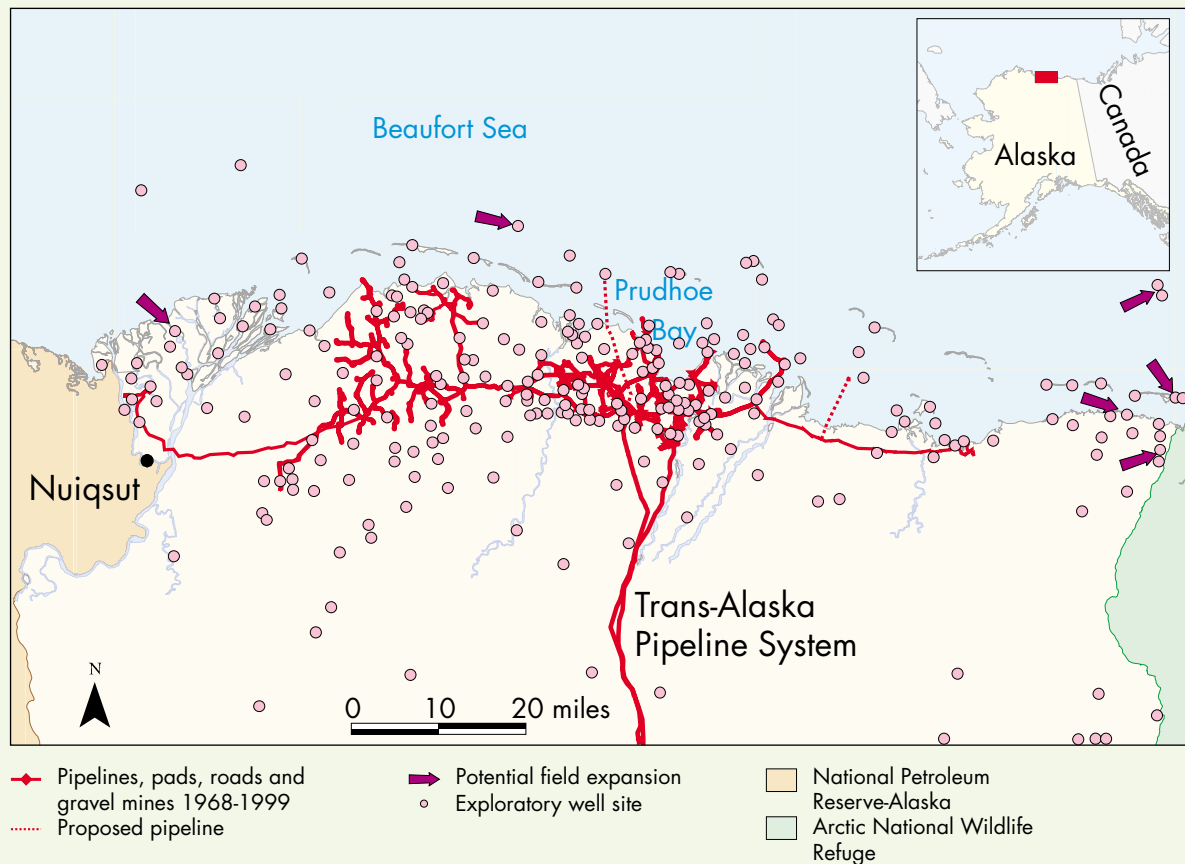 Beaufort Sea
Alaska
Canada
Prudhoe
Bay
Nuiqsut
Trans-Alaska
Pipeline System
N
0 10 20 miles
Pipelines, pads, roads and
gravel mines 1968-1999
Proposed pipeline
Potential field expansion
Exploratory well site
National Petroleum
Reserve-Alaska
Arctic National Wildlife
Refuge